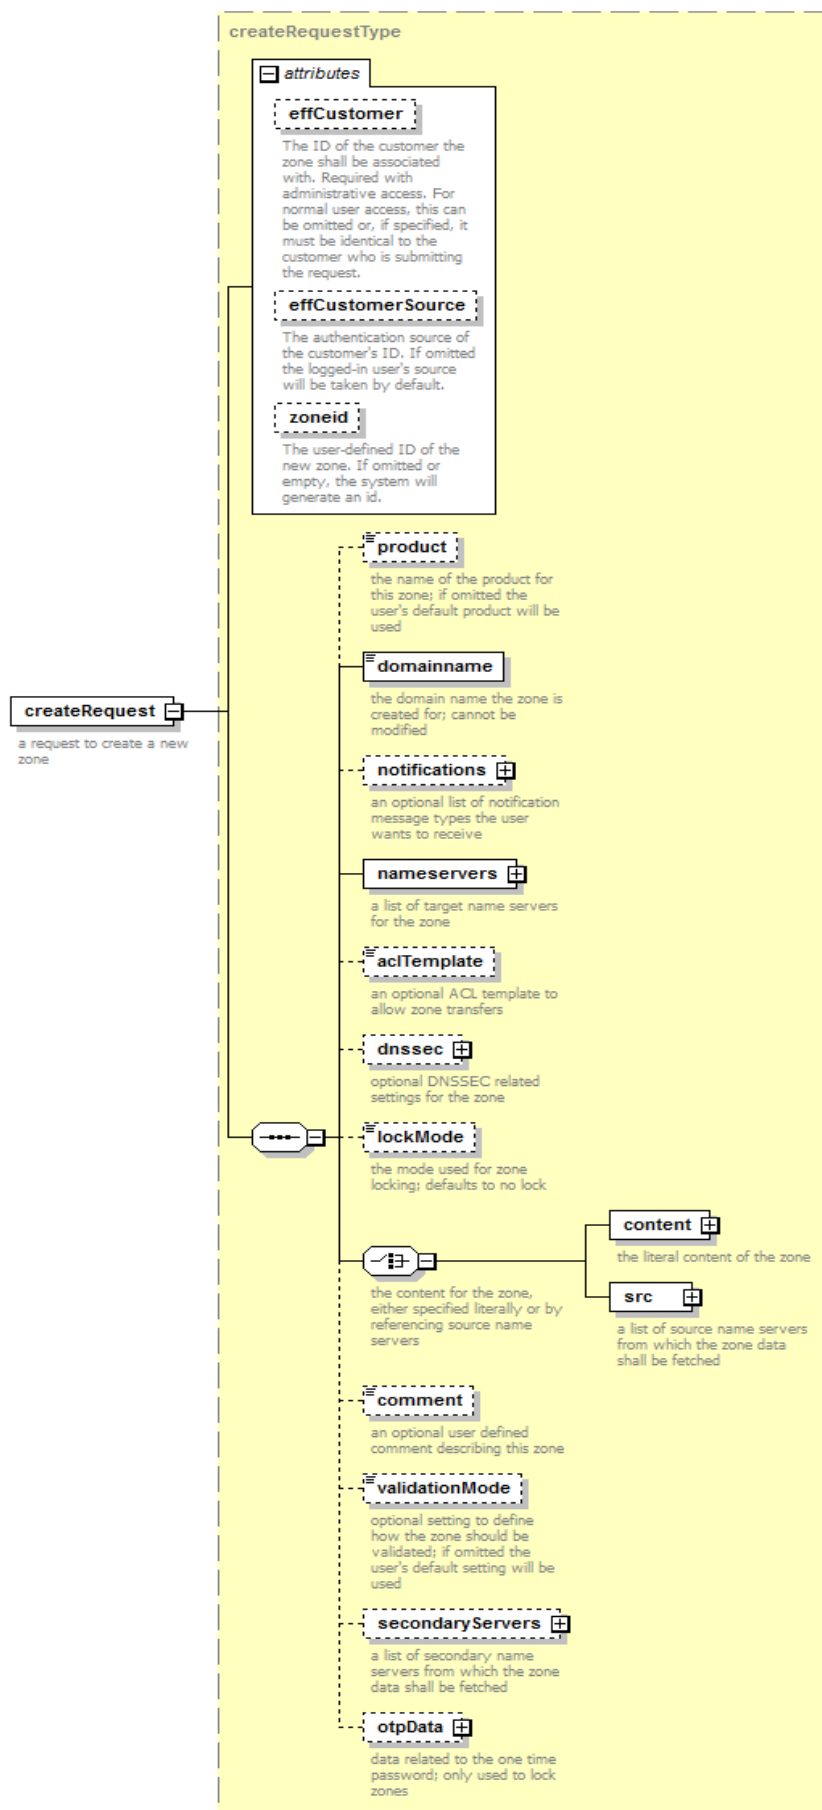 createRequestType
attributes
effCustomer
The ID of the customer the
zone shall be associated
with. Required with
administrative access. For
normal user access, this can
be omitted or, if specified, it
must be identical to the
customer who is submitting
the request.
effCustomerSource
The authentication source of
the customer's ID. If omitted
the logged-in user's source
will be taken by default.
zoneid
The user-defined ID of the
new zone. If omitted or
empty, the system will
generate an id.
product
the name of the product for
this zone; if omitted the
user's default product will be
used
domainname
the domain name the zone is
created for; cannot be
modified
createRequest
a request to create a new
zone
notifications
an optional list of notification
message types the user
wants to receive
nameservers
a list of target name servers
for the zone
aclTemplate
an optional ACL template to
allow zone transfers
dnssec
optional DNSSEC related
settings for the zone
lockMode
the mode used for zone
locking; defaults to no lock
the content for the zone,
either specified literally or by
referencing source name
servers
content
the literal content of the zone
src
a list of source name servers
from which the zone data
shall be fetched
comment
an optional user defined
comment describing this zone
validationMode
optional setting to define
how the zone should be
validated; if omitted the
user's default setting will be
used
secondaryServers
a list of secondary name
servers from which the zone
data shall be fetched
otpData
data related to the one time
password; only used to lock
zones